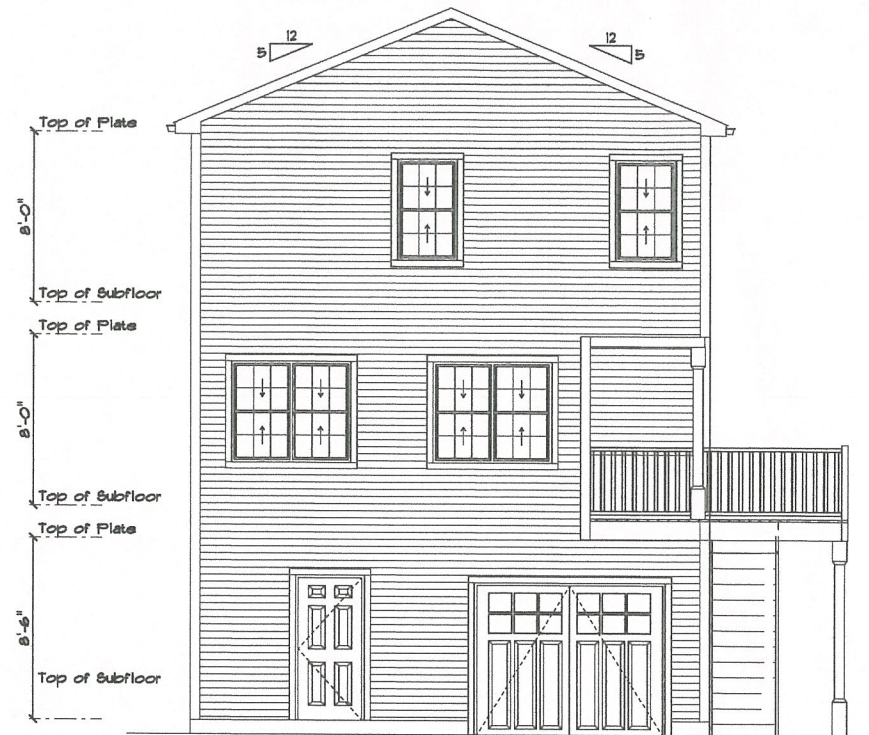 12
5
12
5
Top of Plate
8'-0"
Top of Subfloor
Top of Plate
8'-0"
Top of Subfloor
Top of Plate
8'-6"
Top of Subfloor